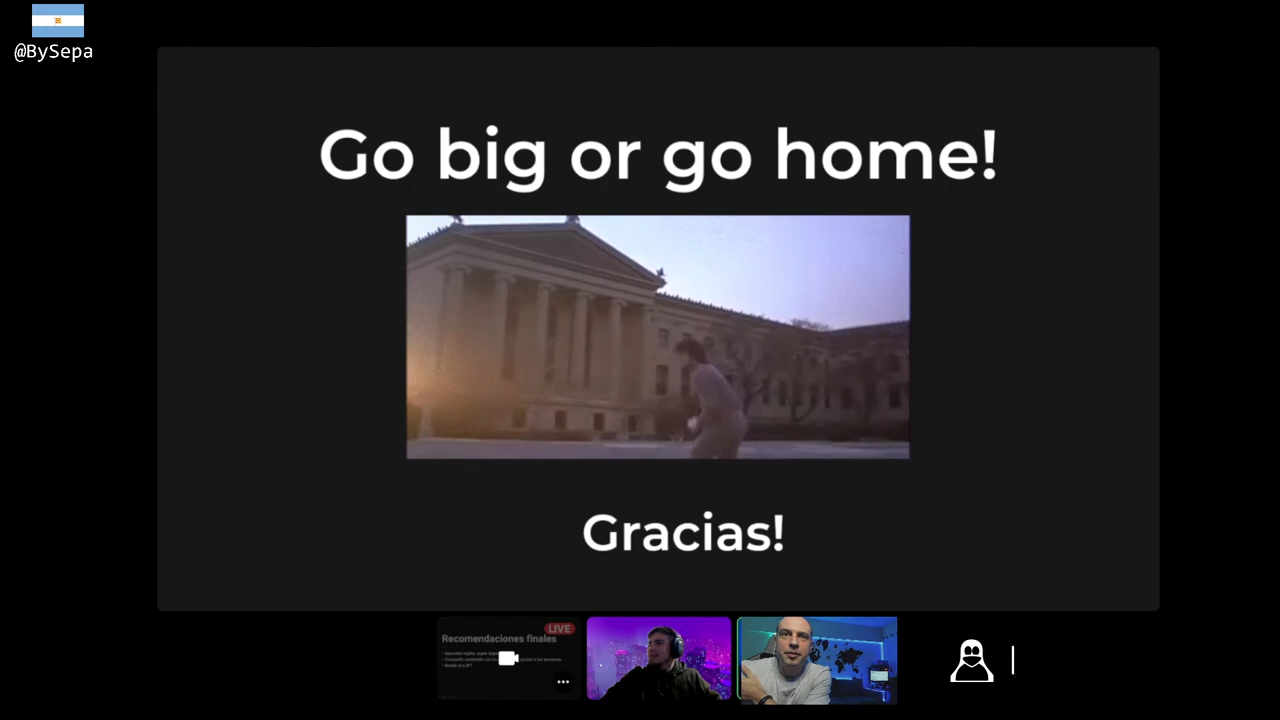 @BySepa
Go big or go home!
Gracias!
LIVE
Recomendaciones finales